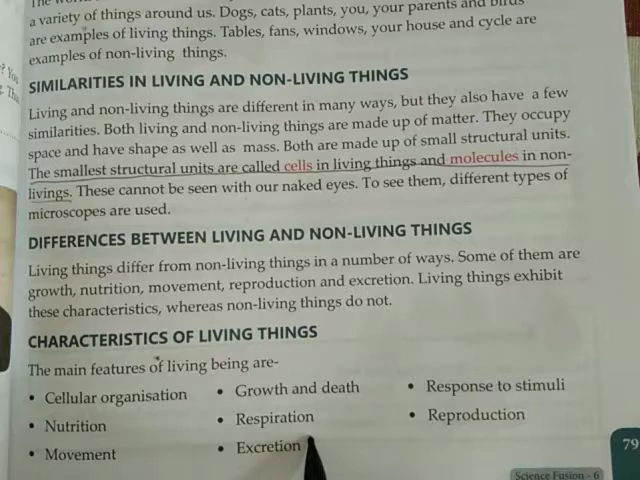 a variety of things around us. Dogs, cats, plants, you, your parents and birds
are examples of living things. Tables, fans, windows, your house and cycle are
examples of non-living things.
SIMILARITIES IN LIVING AND NON-LIVING THINGS
Living and non-living things are different in many ways, but they also have a few
similarities. Both living and non-living things are made up of matter. They occupy
space and have shape as well as mass. Both are made up of small structural units.
The smallest structural units are called cells in living things and molecules in non-
livings. These cannot be seen with our naked eyes. To see them, different types of
microscopes are used.
DIFFERENCES BETWEEN LIVING AND NON-LIVING THINGS
Living things differ from non-living things in a number of ways. Some of them are
growth, nutrition, movement, reproduction and excretion. Living things exhibit
these characteristics, whereas non-living things do not.
CHARACTERISTICS OF LIVING THINGS
The main features of living being are-
• Cellular organisation • Growth and death • Response to stimuli
• Nutrition • Respiration • Reproduction
• Movement • Excretion
79
Science Fusion - 6